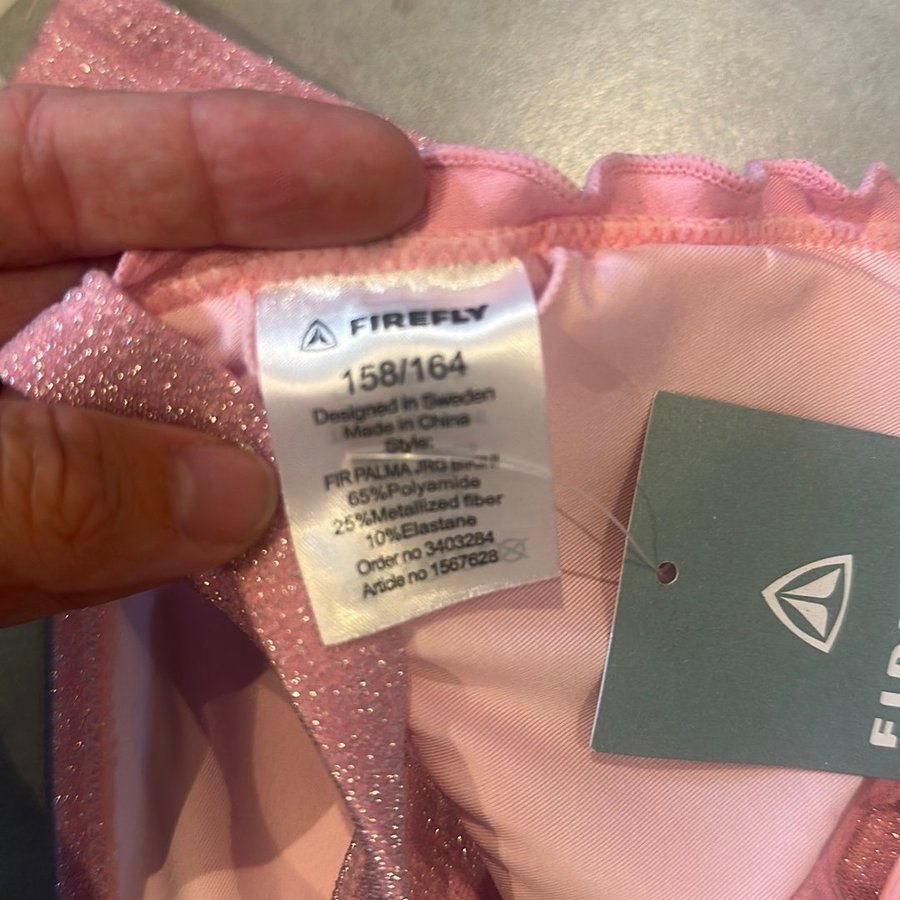 FIREFLY
158/164
Designed in Sweden
Made in China
Style:
FIR PALMA JRG BIKINI
65%Polyamide
25%Metallized fiber
10%Elastane
Order no 3403284
Article no 1567628